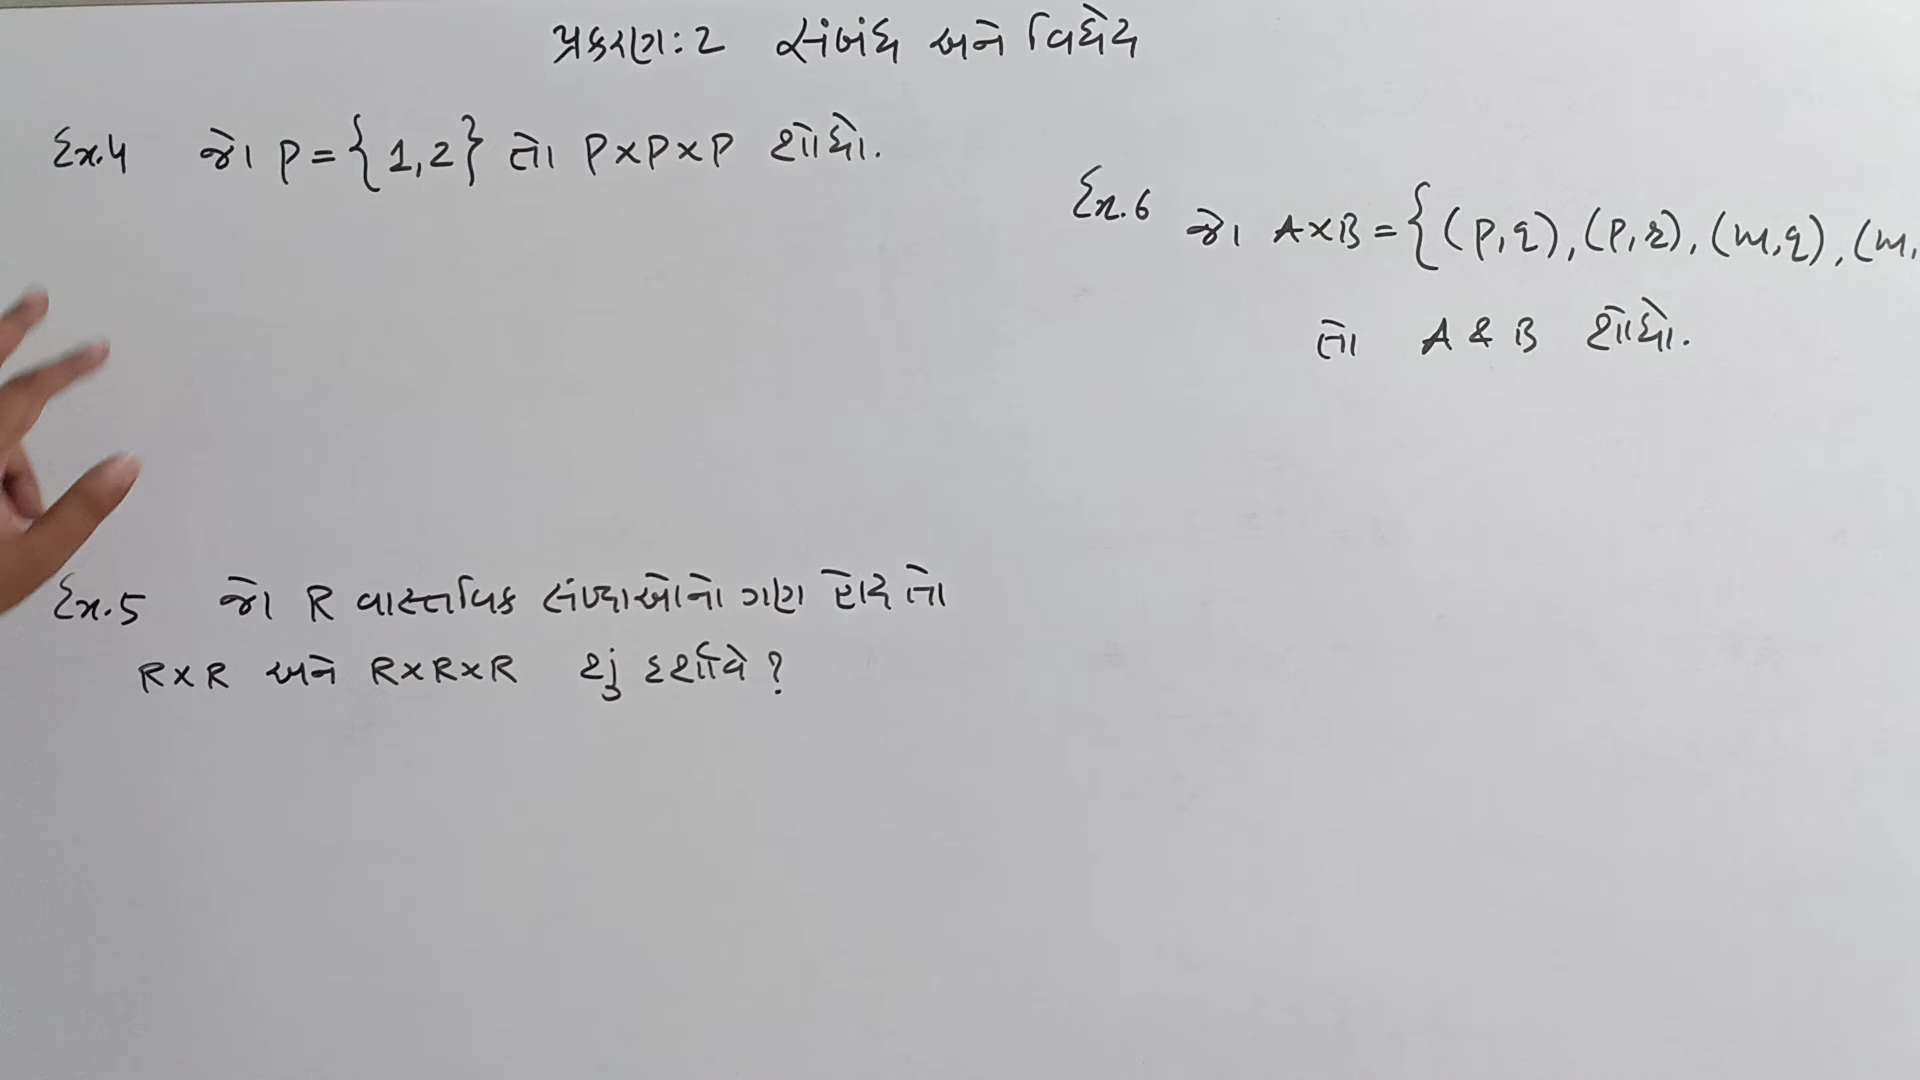 પ્રકરણ: 2 સંબંધ અને વિધેય
Ex.4 જો P = {1,2} તો P×P×P શોધો.
Ex.6 જો A×B = {(P,q),(P,r),(m,q),(m,
તો A & B શોધો.
Ex.5 જો R વાસ્તવિક સંખ્યાઓનો ગણ હોય તો
R×R અને R×R×R શું દર્શાવે ?